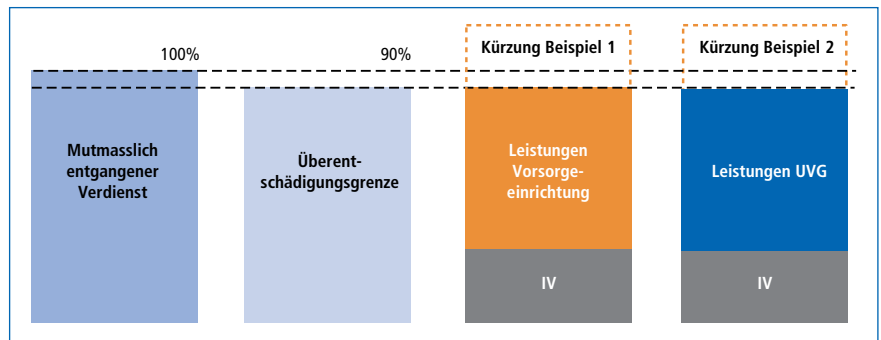 Kürzung Beispiel 1
Kürzung Beispiel 2
100%
90%
Mutmasslich
entgangener
Verdienst
Überent-
schädigungsgrenze
Leistungen
Vorsorge-
einrichtung
Leistungen UVG
IV
IV